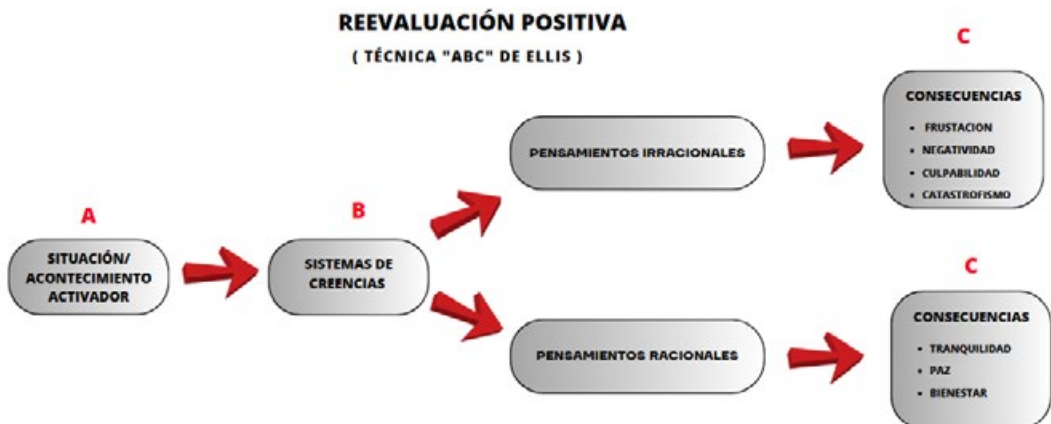 REEVALUACIÓN POSITIVA
( TÉCNICA "ABC" DE ELLIS )
A
SITUACIÓN/
ACONTECIMIENTO
ACTIVADOR
B
SISTEMAS DE
CREENCIAS
PENSAMIENTOS IRRACIONALES
C
CONSECUENCIAS
• FRUSTACION
• NEGATIVIDAD
• CULPABILIDAD
• CATASTROFISMO
PENSAMIENTOS RACIONALES
C
CONSECUENCIAS
• TRANQUILIDAD
• PAZ
• BIENESTAR